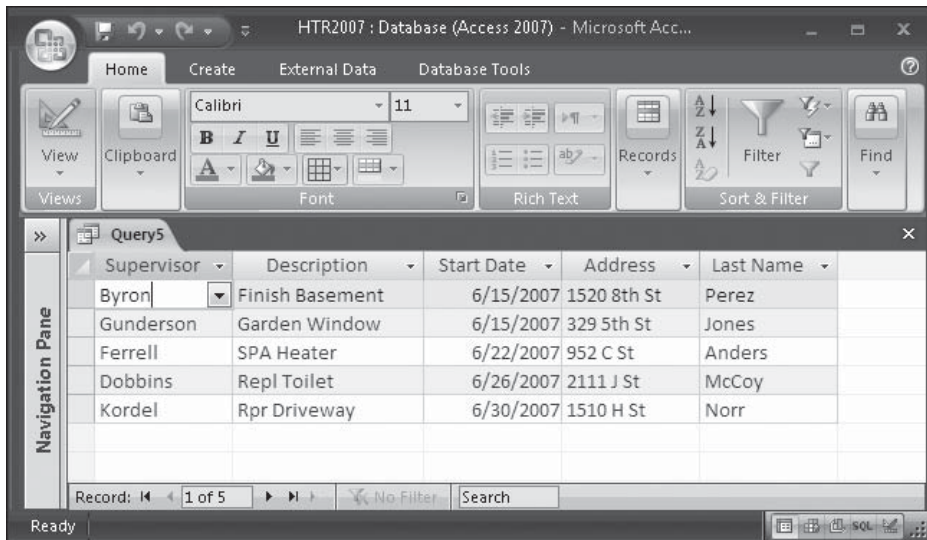 HTR2007 : Database (Access 2007) - Microsoft Acc...
Home Create External Data Database Tools
View
Clipboard
Calibri 11
B I U
A
ab
Records
Filter
Find
Views Font Rich Text Sort & Filter
Query5
Supervisor Description Start Date Address Last Name
Byron Finish Basement 6/15/2007 1520 8th St Perez
Gunderson Garden Window 6/15/2007 329 5th St Jones
Ferrell SPA Heater 6/22/2007 952 C St Anders
Dobbins Repl Toilet 6/26/2007 2111 J St McCoy
Kordel Rpr Driveway 6/30/2007 1510 H St Norr
Navigation Pane
Record: 1 of 5 No Filter Search
Ready SQL